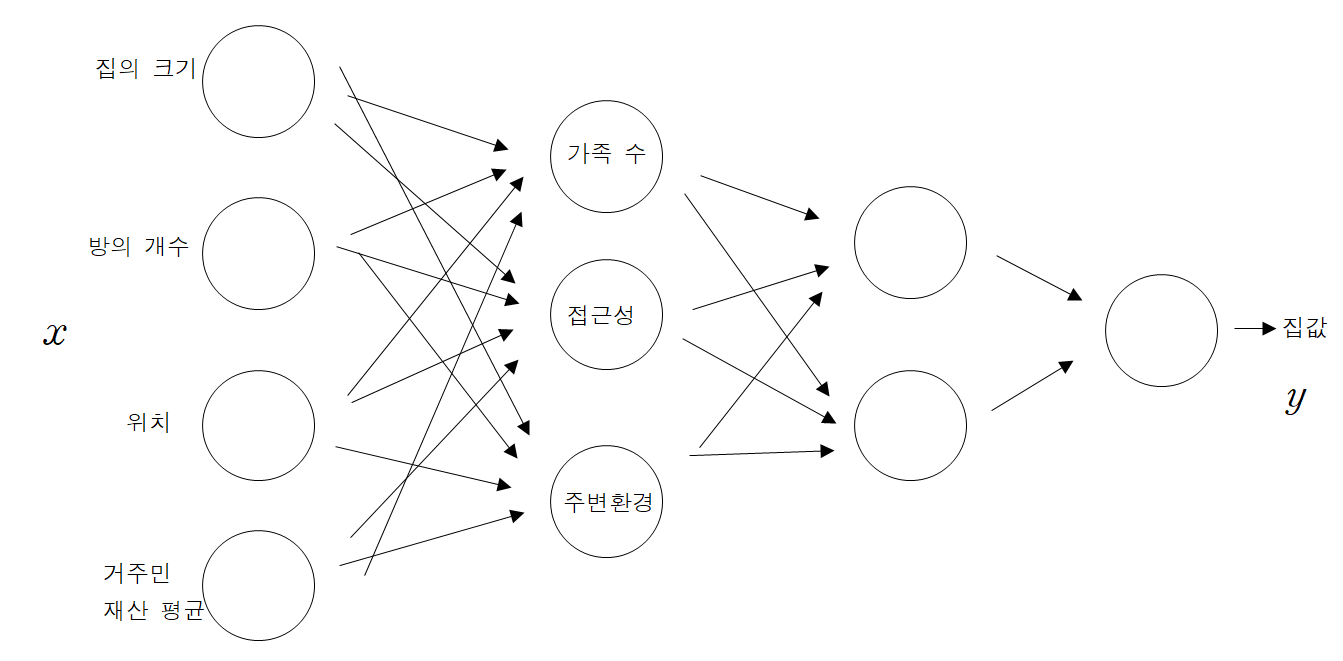 집의 크기
방의 개수
x
위치
거주민
재산 평균
가족 수
접근성
주변환경
집값
y